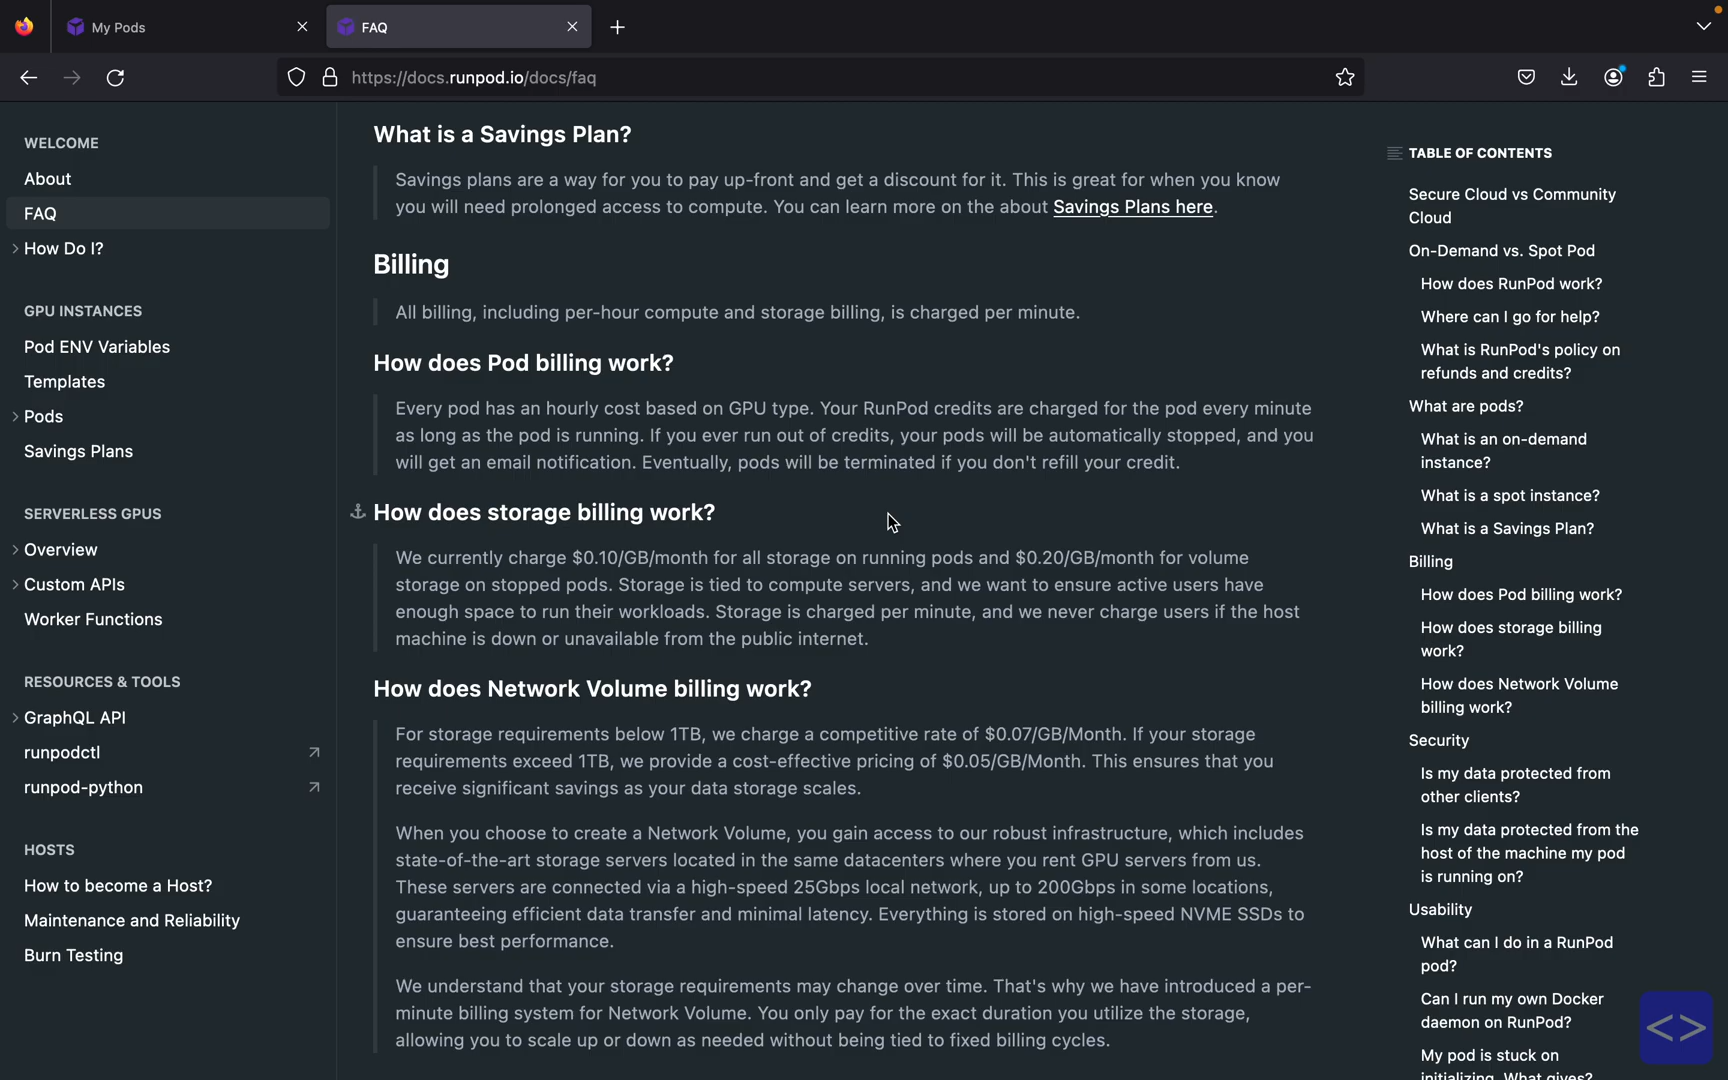 My Pods
FAQ
https://docs.runpod.io/docs/faq
WELCOME
About
FAQ
How Do I?
GPU INSTANCES
Pod ENV Variables
Templates
Pods
Savings Plans
SERVERLESS GPUS
Overview
Custom APIs
Worker Functions
RESOURCES & TOOLS
GraphQL API
runpodctl
runpod-python
HOSTS
How to become a Host?
Maintenance and Reliability
Burn Testing
What is a Savings Plan?
Savings plans are a way for you to pay up-front and get a discount for it. This is great for when you know
you will need prolonged access to compute. You can learn more on the about Savings Plans here.
Billing
All billing, including per-hour compute and storage billing, is charged per minute.
How does Pod billing work?
Every pod has an hourly cost based on GPU type. Your RunPod credits are charged for the pod every minute
as long as the pod is running. If you ever run out of credits, your pods will be automatically stopped, and you
will get an email notification. Eventually, pods will be terminated if you don't refill your credit.
How does storage billing work?
We currently charge $0.10/GB/month for all storage on running pods and $0.20/GB/month for volume
storage on stopped pods. Storage is tied to compute servers, and we want to ensure active users have
enough space to run their workloads. Storage is charged per minute, and we never charge users if the host
machine is down or unavailable from the public internet.
How does Network Volume billing work?
For storage requirements below 1TB, we charge a competitive rate of $0.07/GB/Month. If your storage
requirements exceed 1TB, we provide a cost-effective pricing of $0.05/GB/Month. This ensures that you
receive significant savings as your data storage scales.
When you choose to create a Network Volume, you gain access to our robust infrastructure, which includes
state-of-the-art storage servers located in the same datacenters where you rent GPU servers from us.
These servers are connected via a high-speed 25Gbps local network, up to 200Gbps in some locations,
guaranteeing efficient data transfer and minimal latency. Everything is stored on high-speed NVME SSDs to
ensure best performance.
We understand that your storage requirements may change over time. That's why we have introduced a per-
minute billing system for Network Volume. You only pay for the exact duration you utilize the storage,
allowing you to scale up or down as needed without being tied to fixed billing cycles.
TABLE OF CONTENTS
Secure Cloud vs Community
Cloud
On-Demand vs. Spot Pod
How does RunPod work?
Where can I go for help?
What is RunPod's policy on
refunds and credits?
What are pods?
What is an on-demand
instance?
What is a spot instance?
What is a Savings Plan?
Billing
How does Pod billing work?
How does storage billing
work?
How does Network Volume
billing work?
Security
Is my data protected from
other clients?
Is my data protected from the
host of the machine my pod
is running on?
Usability
What can I do in a RunPod
pod?
Can I run my own Docker
daemon on RunPod?
My pod is stuck on
initializing. What gives?